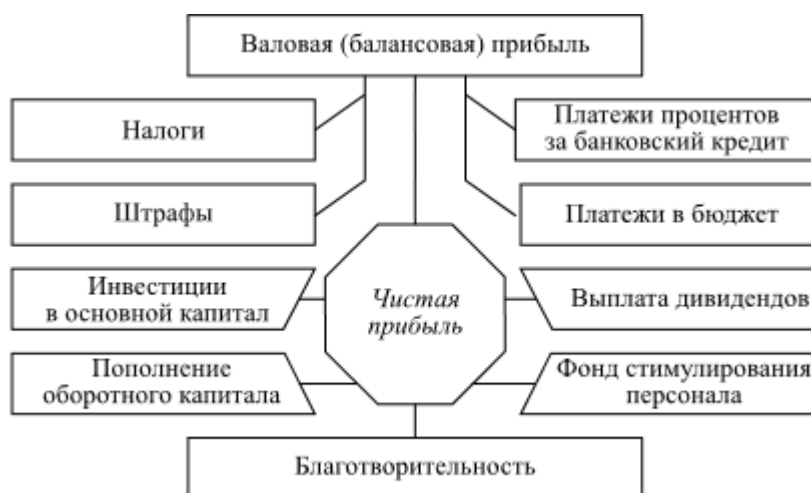 Валовая (балансовая) прибыль
Налоги
Платежи процентов
за банковский кредит
Штрафы
Платежи в бюджет
Инвестиции
в основной капитал
Чистая
прибыль
Выплата дивидендов
Пополнение
оборотного капитала
Фонд стимулирования
персонала
Благотворительность